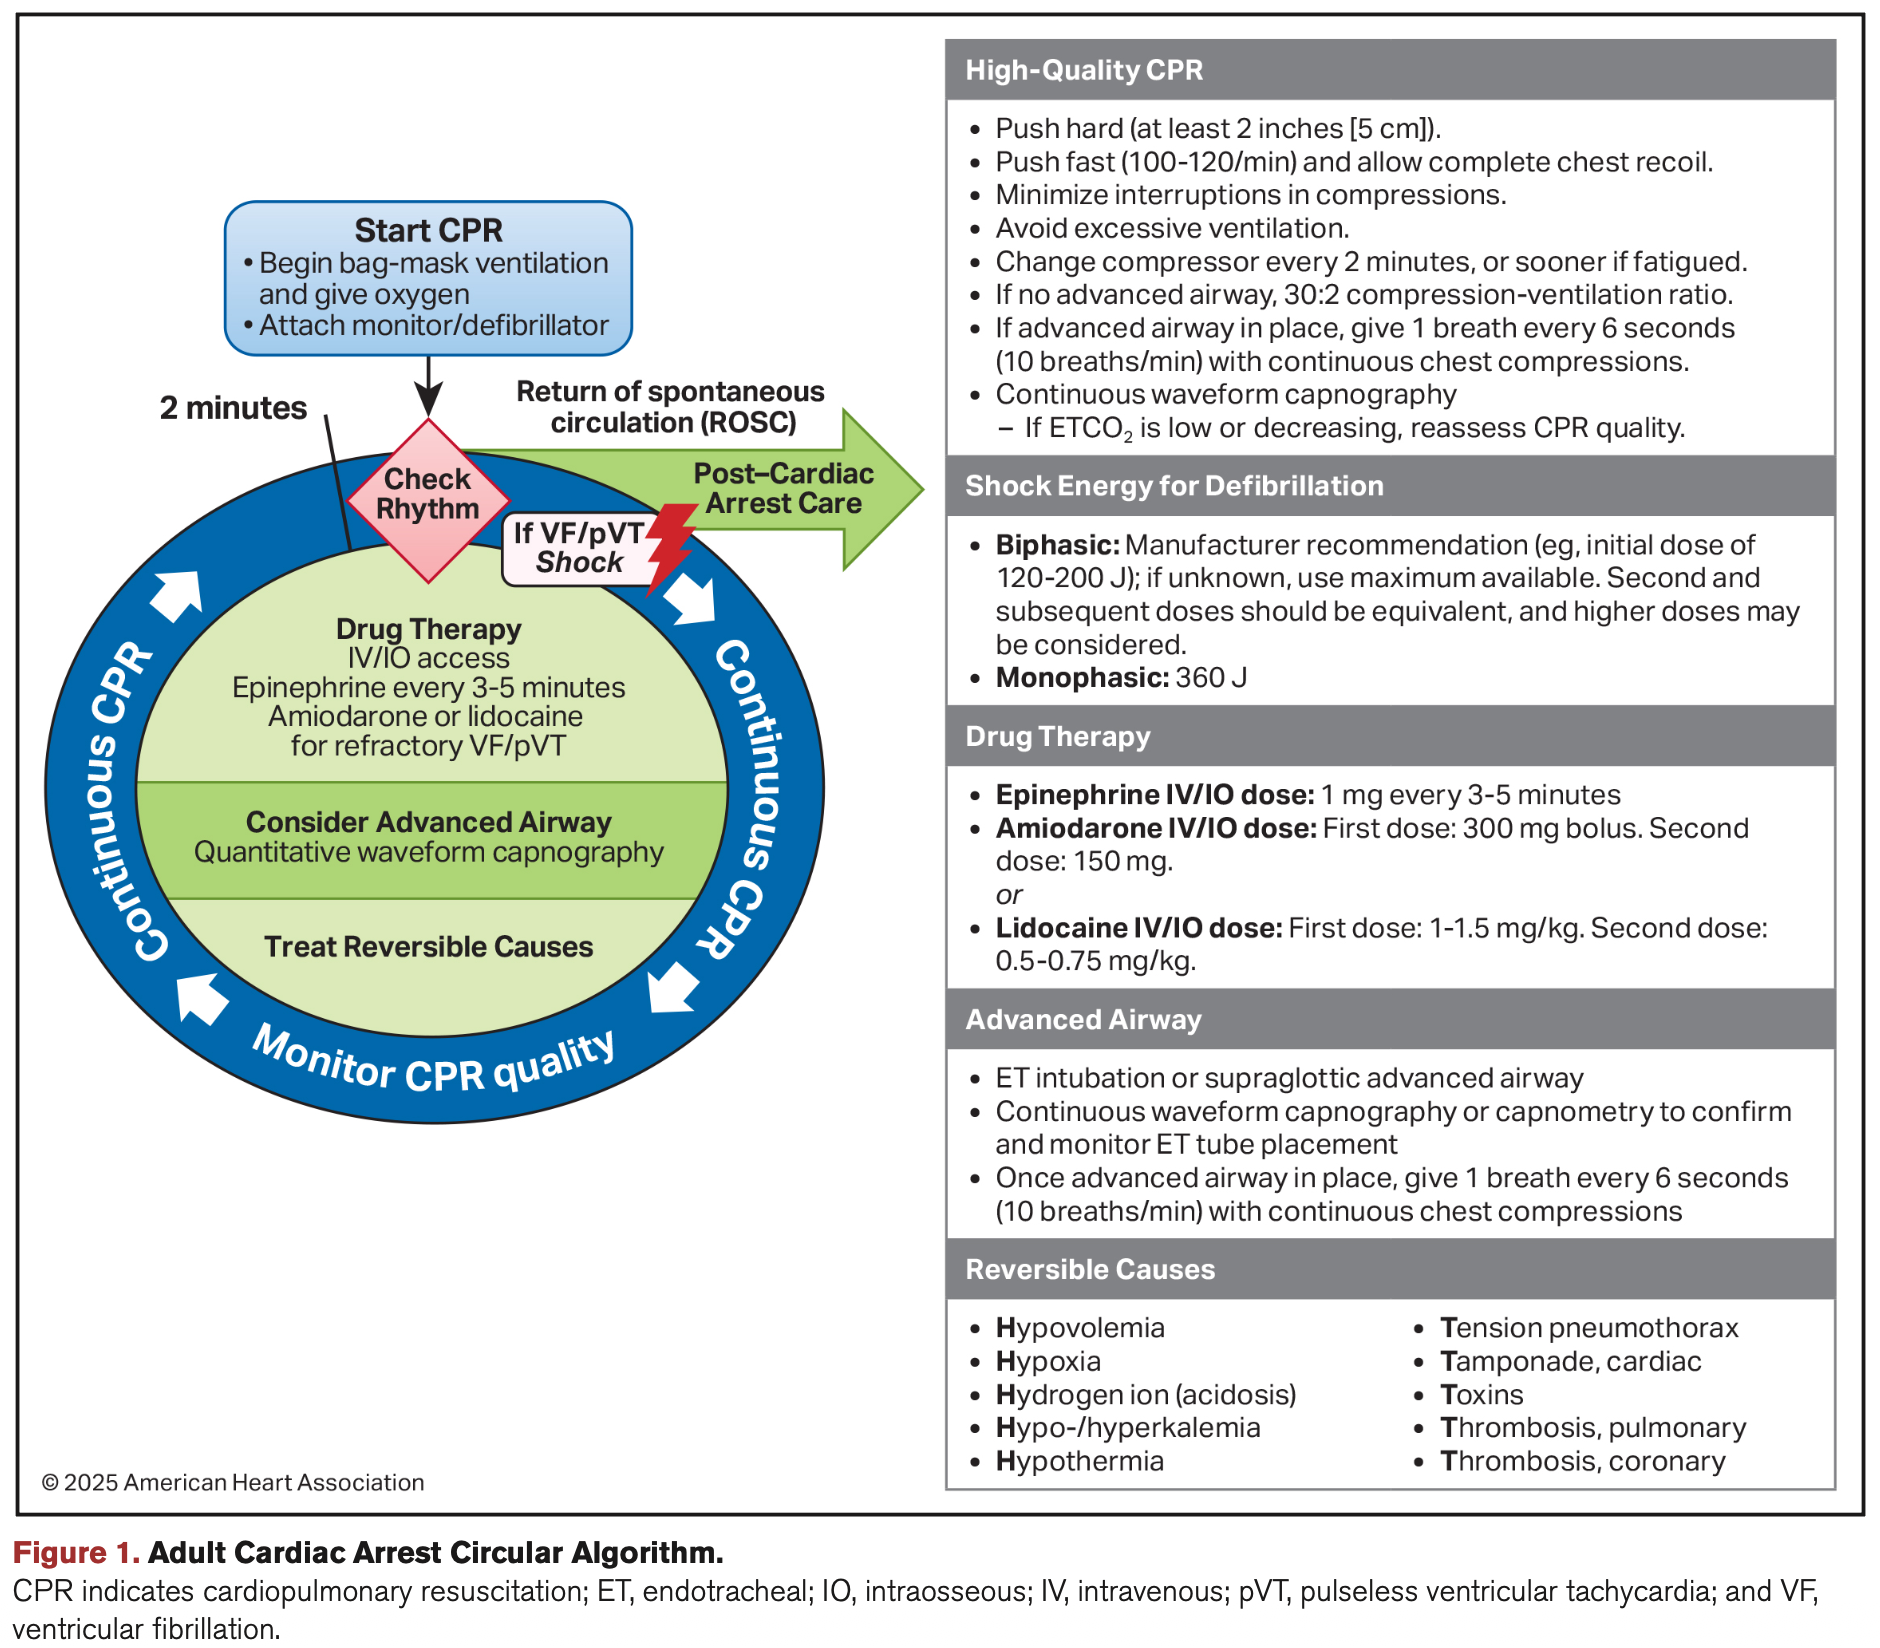 Start CPR
• Begin bag-mask ventilation
and give oxygen
• Attach monitor/defibrillator
2 minutes
Return of spontaneous
circulation (ROSC)
Check
Rhythm
Post–Cardiac
Arrest Care
If VF/pVT
Shock
Drug Therapy
IV/IO access
Epinephrine every 3-5 minutes
Amiodarone or lidocaine
for refractory VF/pVT
Consider Advanced Airway
Quantitative waveform capnography
Treat Reversible Causes
Continuous CPR
Monitor CPR quality
Continuous CPR
© 2025 American Heart Association
High-Quality CPR
• Push hard (at least 2 inches [5 cm]).
• Push fast (100-120/min) and allow complete chest recoil.
• Minimize interruptions in compressions.
• Avoid excessive ventilation.
• Change compressor every 2 minutes, or sooner if fatigued.
• If no advanced airway, 30:2 compression-ventilation ratio.
• If advanced airway in place, give 1 breath every 6 seconds
(10 breaths/min) with continuous chest compressions.
• Continuous waveform capnography
– If ETCO₂ is low or decreasing, reassess CPR quality.
Shock Energy for Defibrillation
• Biphasic: Manufacturer recommendation (eg, initial dose of
120-200 J); if unknown, use maximum available. Second and
subsequent doses should be equivalent, and higher doses may
be considered.
• Monophasic: 360 J
Drug Therapy
• Epinephrine IV/IO dose: 1 mg every 3-5 minutes
• Amiodarone IV/IO dose: First dose: 300 mg bolus. Second
dose: 150 mg.
or
• Lidocaine IV/IO dose: First dose: 1-1.5 mg/kg. Second dose:
0.5-0.75 mg/kg.
Advanced Airway
• ET intubation or supraglottic advanced airway
• Continuous waveform capnography or capnometry to confirm
and monitor ET tube placement
• Once advanced airway in place, give 1 breath every 6 seconds
(10 breaths/min) with continuous chest compressions
Reversible Causes
• Hypovolemia
• Hypoxia
• Hydrogen ion (acidosis)
• Hypo-/hyperkalemia
• Hypothermia
• Tension pneumothorax
• Tamponade, cardiac
• Toxins
• Thrombosis, pulmonary
• Thrombosis, coronary
Figure 1. Adult Cardiac Arrest Circular Algorithm.
CPR indicates cardiopulmonary resuscitation; ET, endotracheal; IO, intraosseous; IV, intravenous; pVT, pulseless ventricular tachycardia; and VF,
ventricular fibrillation.